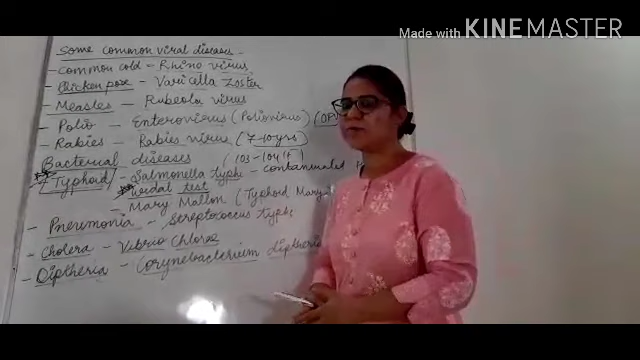 Made with KINEMASTER
Some common viral diseases -
- common cold - Rhino virus
- Chicken pox - Varicella Zoster
- Measles - Rubeola virus
- Polio - Enterovirus (Poliovirus) (OP
- Rabies - Rabies virus (7-10yrs)
Bacterial diseases (103-104°F)
Typhoid - Salmonella typhi - contaminated
widal test
- Mary Mallon (Typhoid Mary
- Pneumonia - Streptococcus typhi
- Cholera - Vibrio Chlorae
- Diptheria - Corynebacterium diptheria